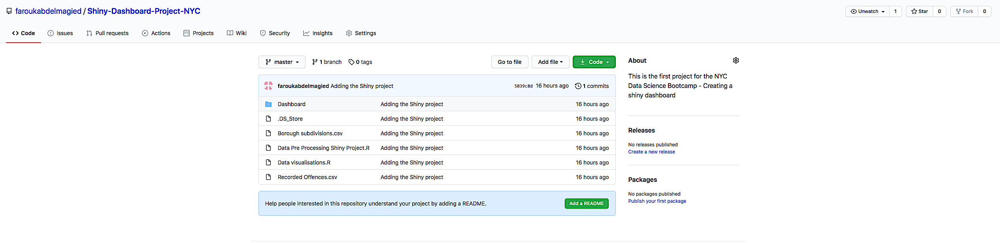 faroukabdelmagied / Shiny-Dashboard-Project-NYC
Unwatch 1 Star 0 Fork 0
Code Issues Pull requests Actions Projects Wiki Security Insights Settings
master 1 branch 0 tags Go to file Add file Code
faroukabdelmagied Adding the Shiny project 5039c8d 16 hours ago 1 commits
Dashboard Adding the Shiny project 16 hours ago
.DS_Store Adding the Shiny project 16 hours ago
Borough subdivisions.csv Adding the Shiny project 16 hours ago
Data Pre Processing Shiny Project.R Adding the Shiny project 16 hours ago
Data visualisations.R Adding the Shiny project 16 hours ago
Recorded Offences.csv Adding the Shiny project 16 hours ago
Help people interested in this repository understand your project by adding a README. Add a README
About
This is the first project for the NYC
Data Science Bootcamp - Creating a
shiny dashboard
Releases
No releases published
Create a new release
Packages
No packages published
Publish your first package